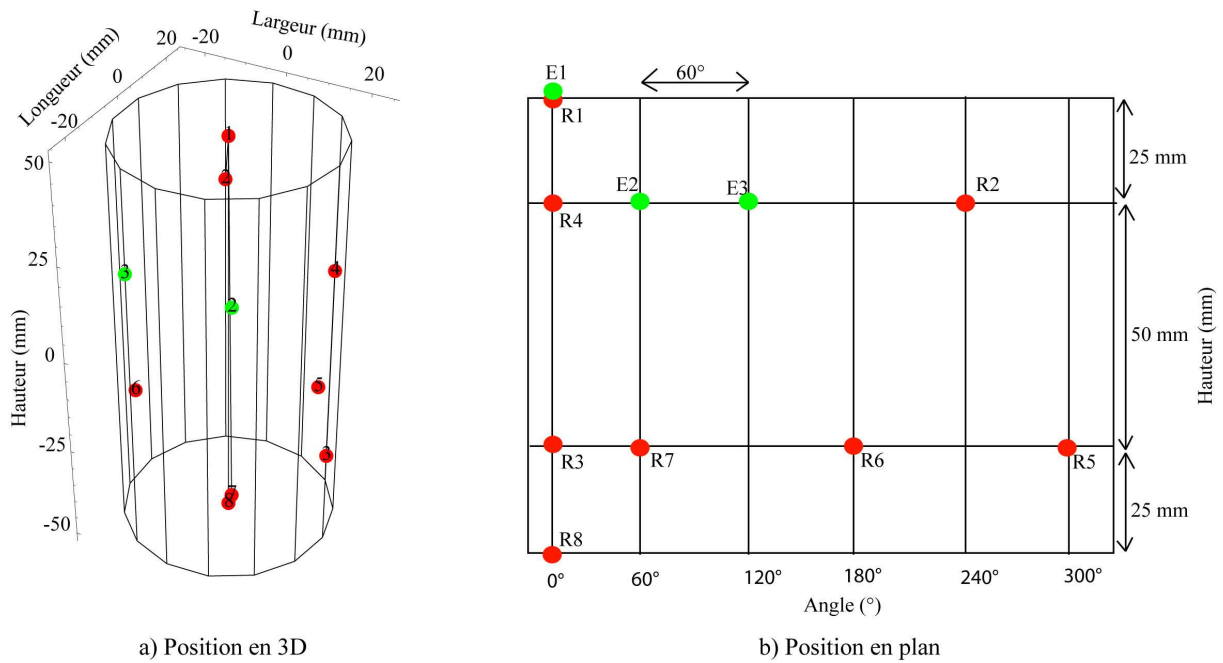 Largeur (mm)
-20
0
20
Longueur (mm)
20
0
-20
Hauteur (mm)
50
25
0
-25
-50
1
2
3
4
2
6
5
3
7
8
a) Position en 3D
E1
60°
R1
25 mm
E2
E3
R2
R4
50 mm
Hauteur (mm)
R3
R7
R6
R5
25 mm
R8
0°
60°
120°
180°
240°
300°
Angle (°)
b) Position en plan